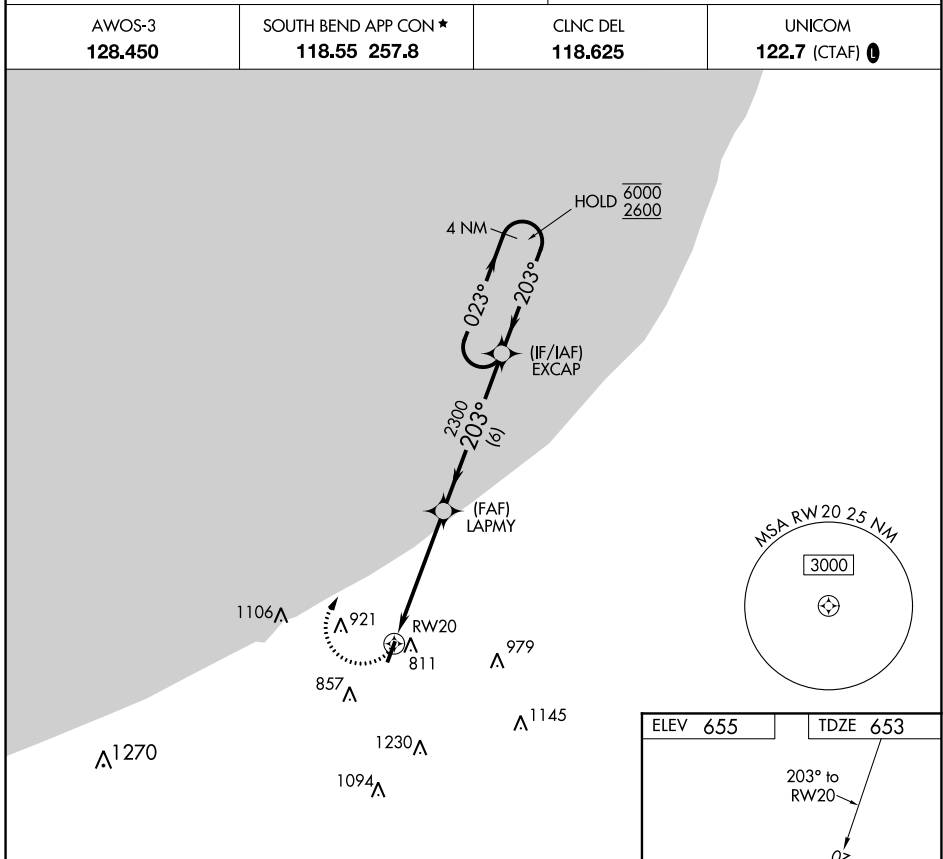 AWOS-3
128.450
SOUTH BEND APP CON ★
118.55 257.8
CLNC DEL
118.625
UNICOM
122.7 (CTAF) L
HOLD 6000
2600
4 NM
023°
203°
(IF/IAF)
EXCAP
2300
203°
(6)
(FAF)
LAPMY
MSA RW20 25 NM
3000
1106
921
RW20
811
979
857
1145
1230
1270
1094
ELEV 655
TDZE 653
203° to
RW20